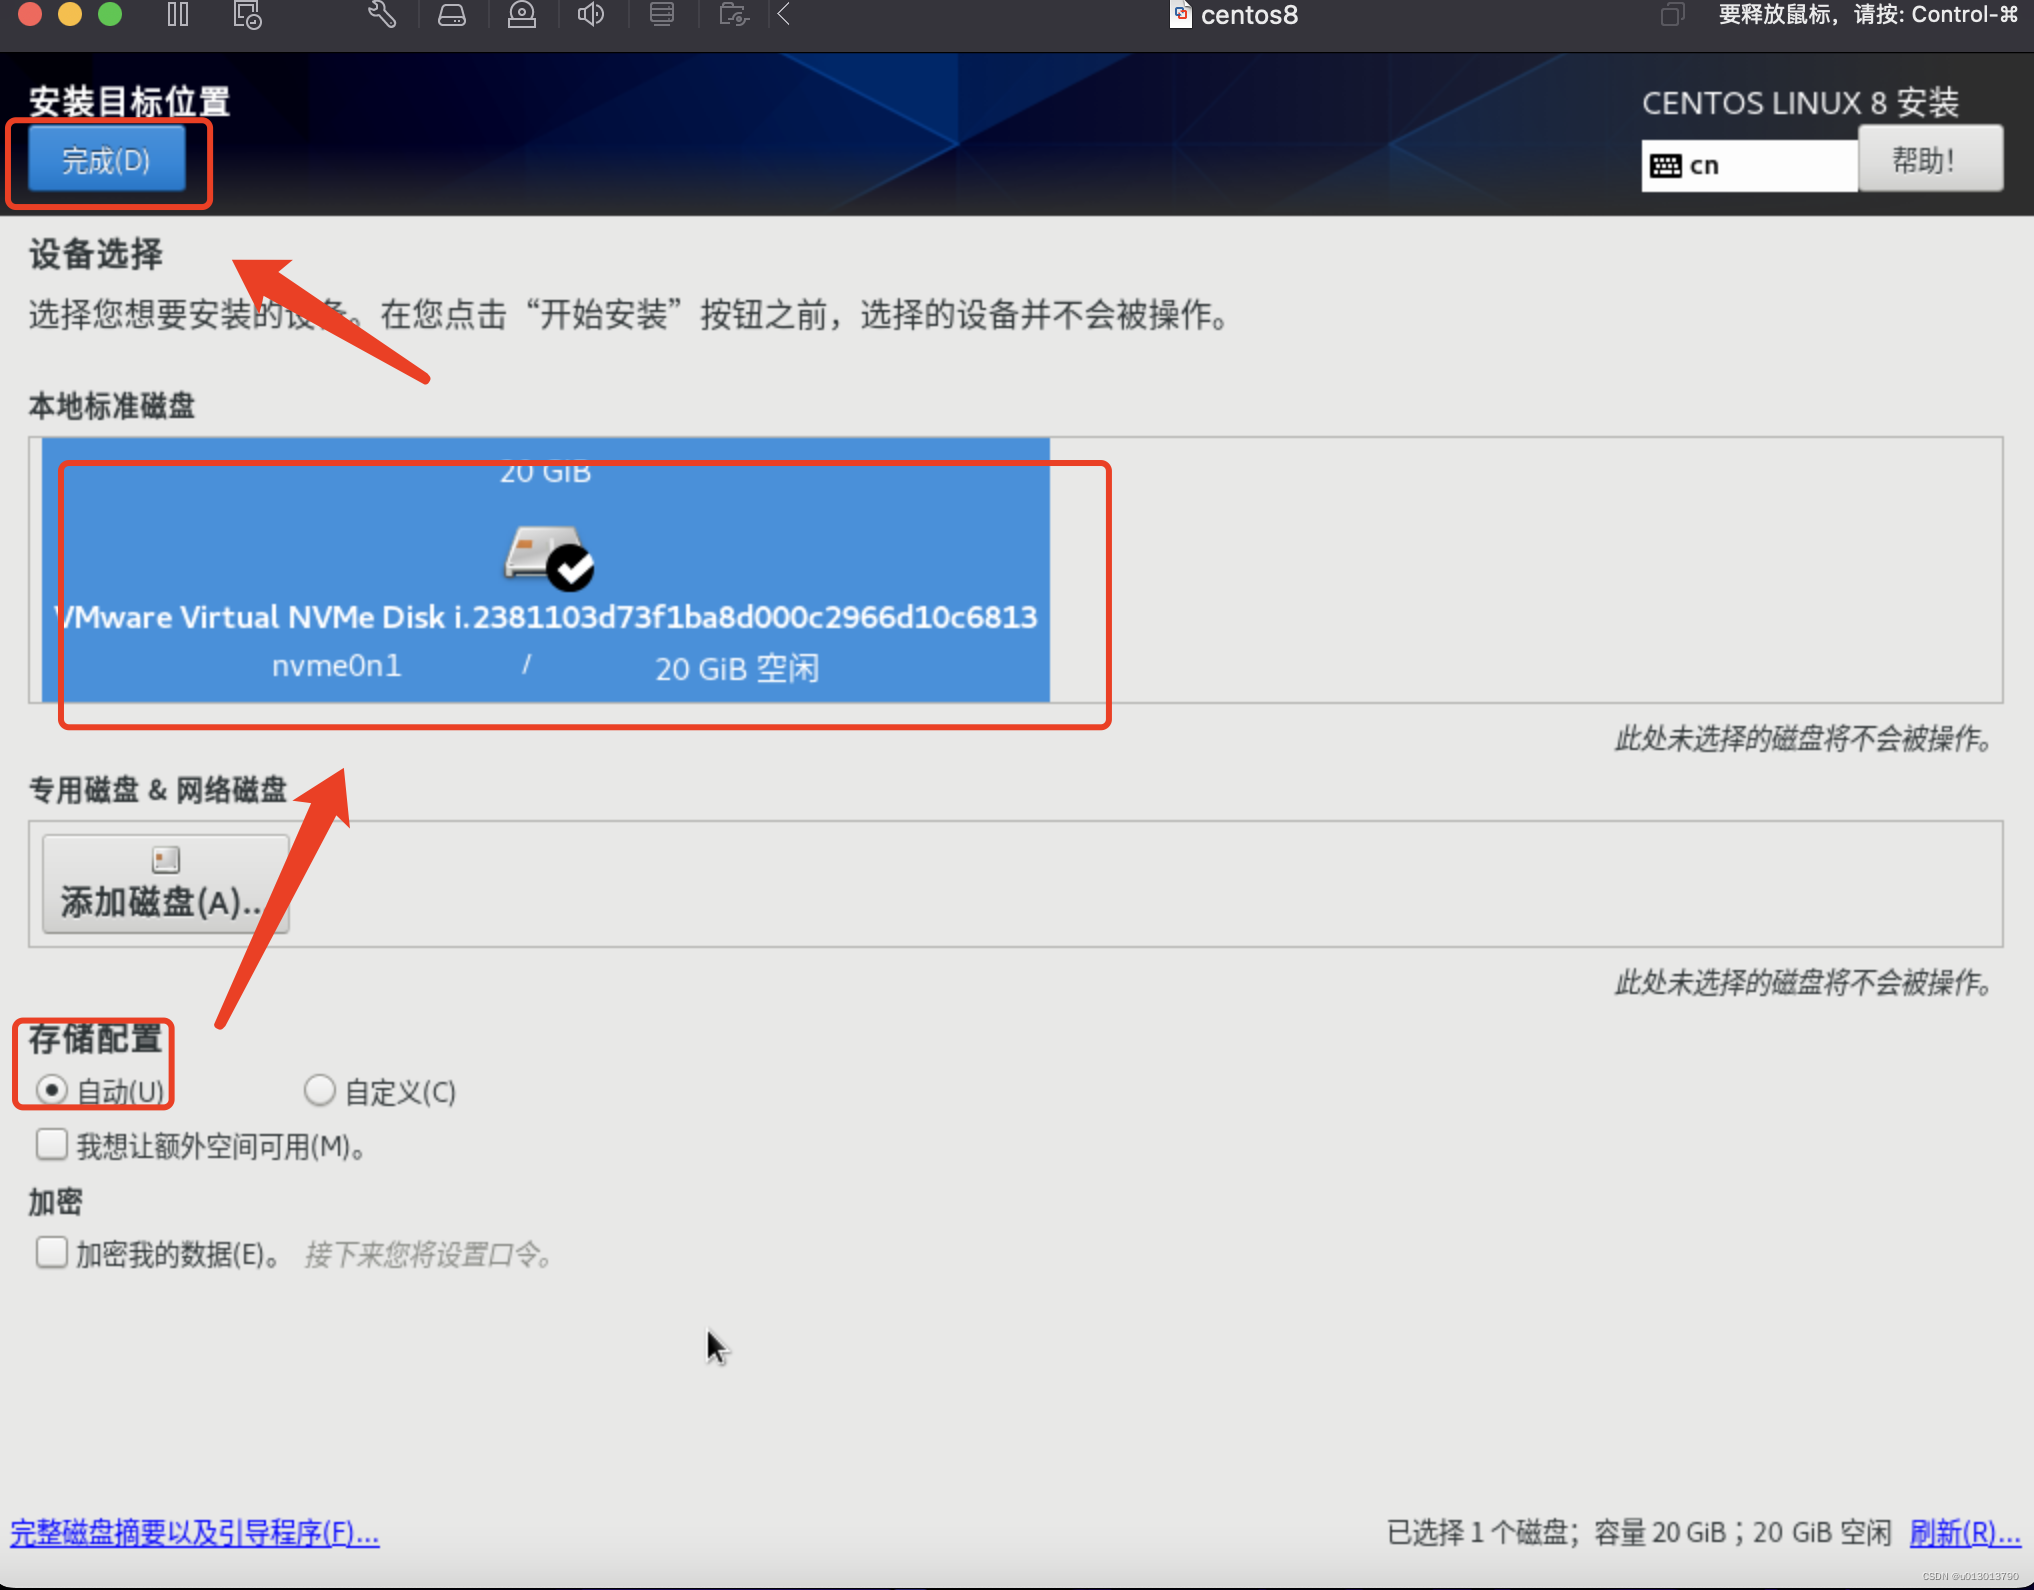 centos8
要释放鼠标，请按: Control-⌘
安装目标位置
CENTOS LINUX 8 安装
完成(D)
cn
帮助！
设备选择
选择您想要安装的设备。在您点击“开始安装”按钮之前，选择的设备并不会被操作。
本地标准磁盘
20 GiB
VMware Virtual NVMe Disk i.2381103d73f1ba8d000c2966d10c6813
nvme0n1 / 20 GiB 空闲
此处未选择的磁盘将不会被操作。
专用磁盘 & 网络磁盘
添加磁盘(A)...
此处未选择的磁盘将不会被操作。
存储配置
自动(U) 自定义(C)
我想让额外空间可用(M)。
加密
加密我的数据(E)。 接下来您将设置口令。
完整磁盘摘要以及引导程序(F)...
已选择 1 个磁盘；容量 20 GiB；20 GiB 空闲 刷新(R)...
CSDN @u013013790